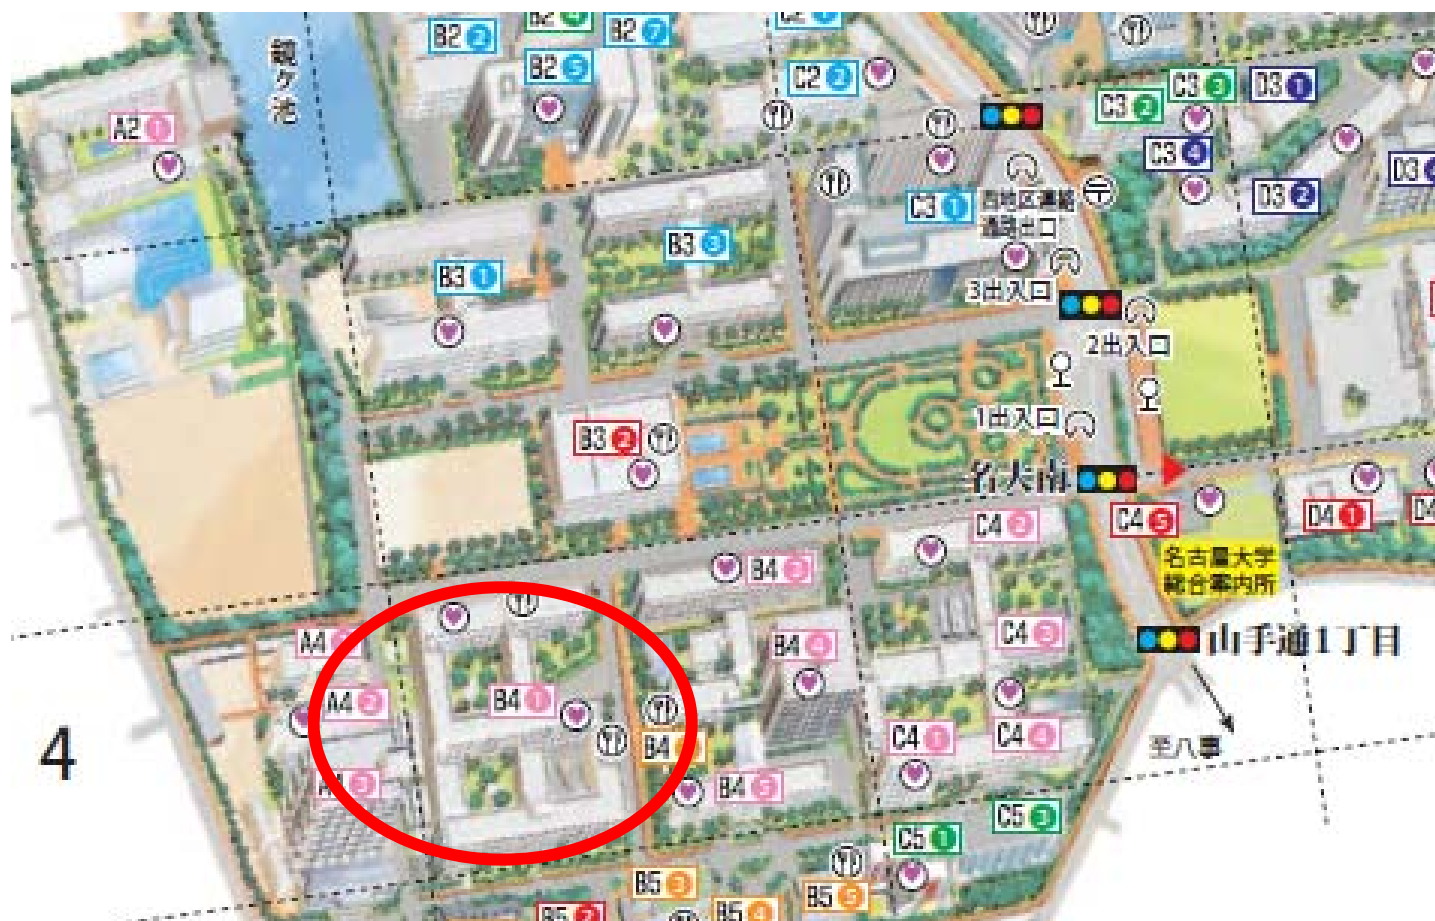 B2 ②
B2 ⑦
B2 ⑤
C2 ②
C3 ②
C3 ③
D3 ①
鏡ヶ池
A2 ①
C3 ④
D3 ②
D3
C3 ①
西地区連絡
通路出口
B3 ①
B3 ③
3出入口
2出入口
1出入口
B3 ②
名大南
C4 ⑤
D4 ①
C4 ②
名古屋大学
総合案内所
B4
A4
C4 ③
B4 ④
山手通1丁目
A4 ②
B4 ①
4
B4
C4 ①
C4 ④
至八事
B4 ⑤
C5 ③
C5 ①
B5 ③
B5 ⑤
B5 ②
B5 ④